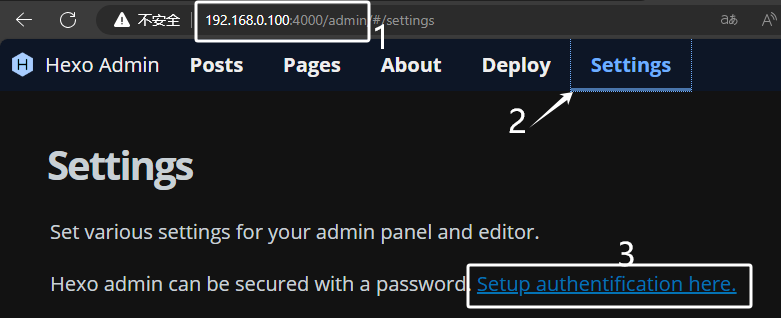 不安全 192.168.0.100:4000/admin/#/settings aあ A
1
Hexo Admin Posts Pages About Deploy Settings
2
Settings
Set various settings for your admin panel and editor.
3
Hexo admin can be secured with a password. Setup authentification here.